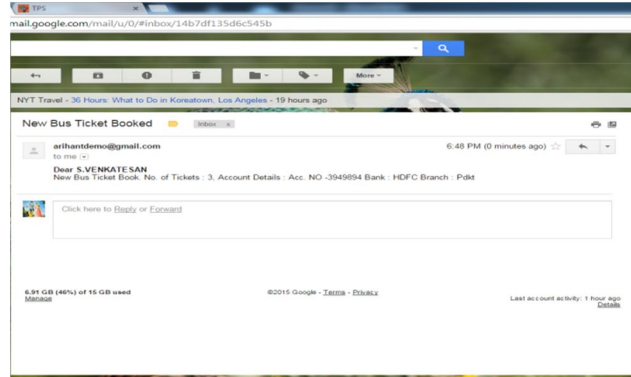 TPS
mail.google.com/mail/u/0/#inbox/14b7df135d6c545b
More
NYT Travel - 36 Hours: What to Do in Koreatown, Los Angeles - 19 hours ago
New Bus Ticket Booked Inbox x
arihantdemo@gmail.com 6:48 PM (0 minutes ago)
to me
Dear S.VENKATESAN
New Bus Ticket Book. No. of Tickets : 3, Account Details : Acc. NO -3949894 Bank : HDFC Branch : Pdkt
Click here to Reply or Forward
6.91 GB (46%) of 15 GB used ©2015 Google - Terms - Privacy Last account activity: 1 hour ago
Manage Details